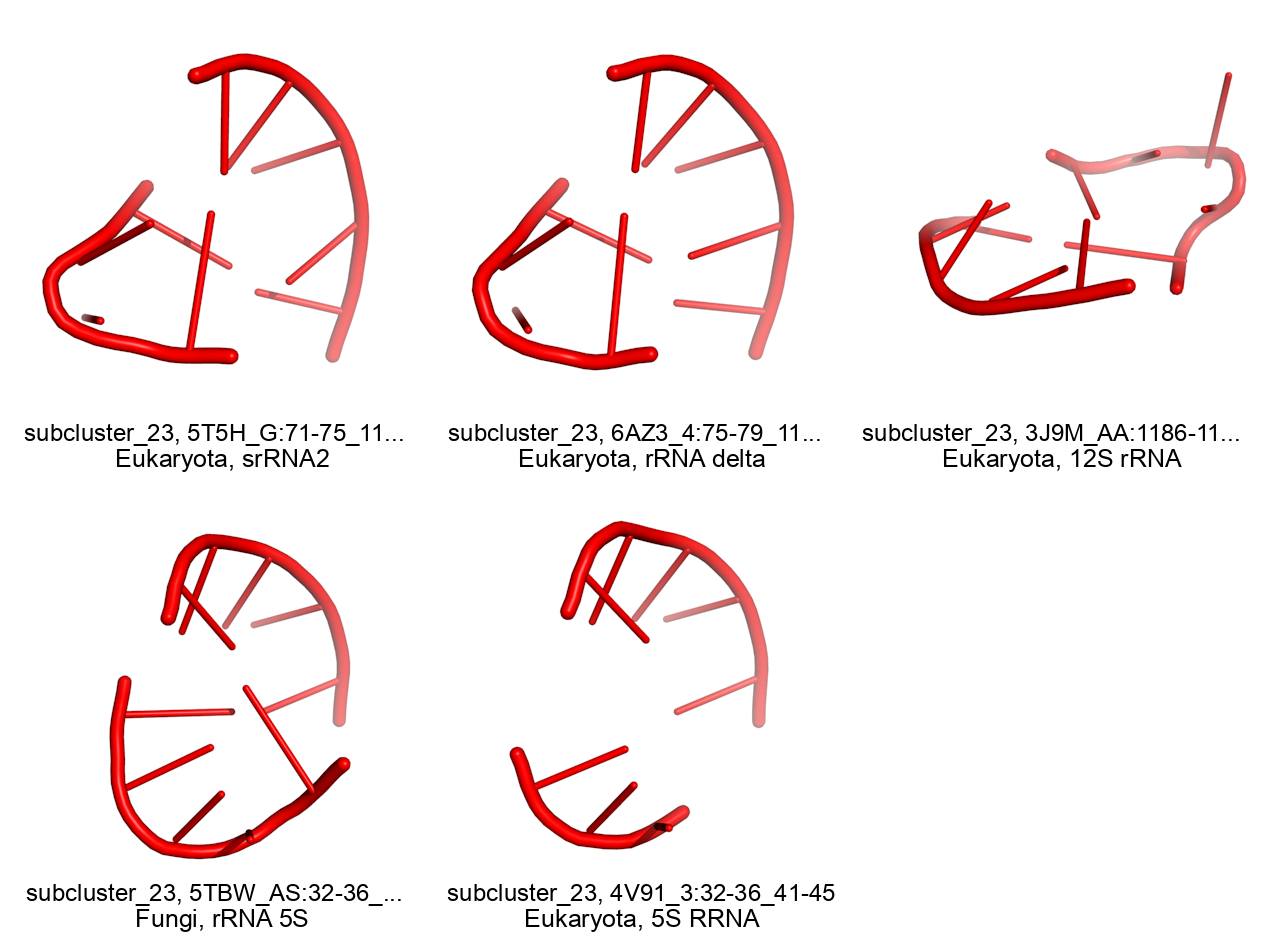 subcluster_23, 5T5H_G:71-75_11...
Eukaryota, srRNA2
subcluster_23, 6AZ3_4:75-79_11...
Eukaryota, rRNA delta
subcluster_23, 3J9M_AA:1186-11...
Eukaryota, 12S rRNA
subcluster_23, 5TBW_AS:32-36_...
Fungi, rRNA 5S
subcluster_23, 4V91_3:32-36_41-45
Eukaryota, 5S RRNA